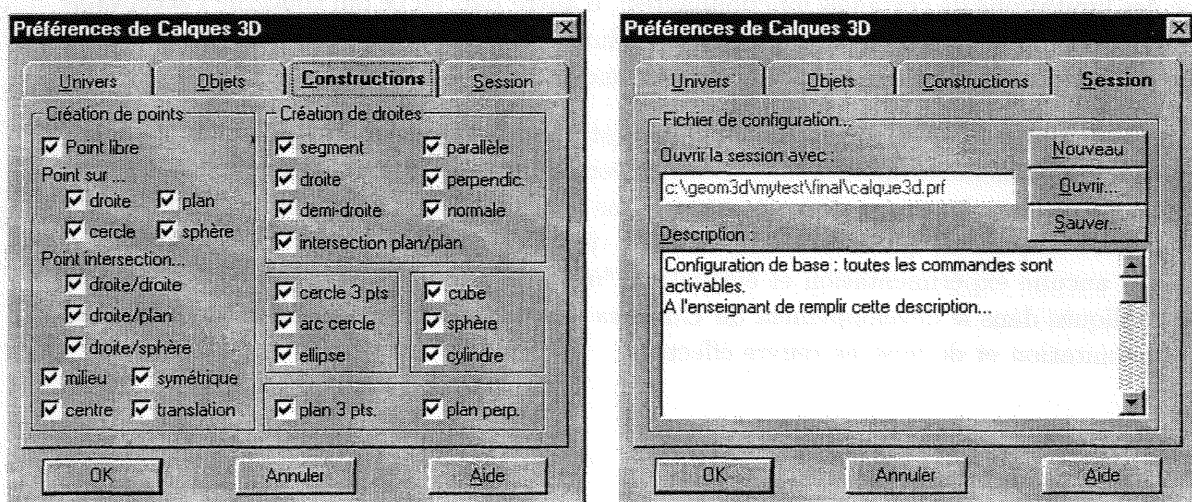 Préférences de Calques 3D
Univers Objets Constructions Session
Création de points
Point libre
Point sur ...
droite plan
cercle sphère
Point intersection...
droite/droite
droite/plan
droite/sphère
milieu symétrique
centre translation
Création de droites
segment parallèle
droite perpendic.
demi-droite normale
intersection plan/plan
cercle 3 pts
arc cercle
ellipse
cube
sphère
cylindre
plan 3 pts. plan perp.
OK Annuler Aide
Préférences de Calques 3D
Univers Objets Constructions Session
Fichier de configuration...
Ouvrir la session avec :
c:\geom3d\mytest\final\calque3d.prf
Nouveau
Ouvrir...
Sauver...
Description :
Configuration de base : toutes les commandes sont
activables.
A l'enseignant de remplir cette description...
OK Annuler Aide